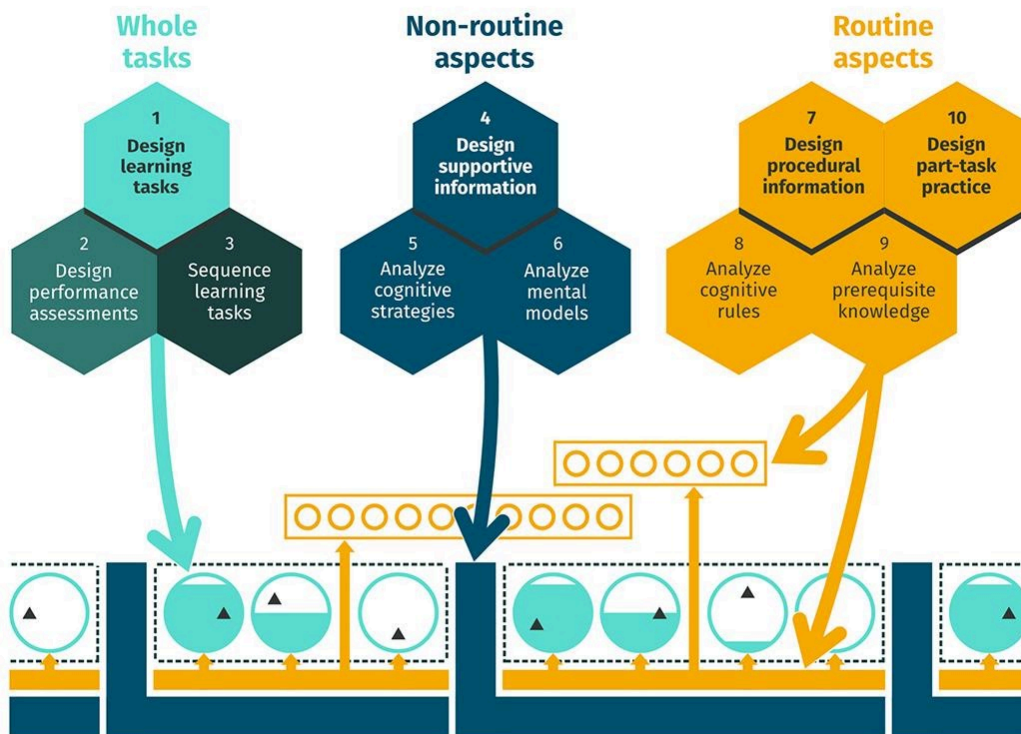 Whole
tasks
Non-routine
aspects
Routine
aspects
1
Design
learning
tasks
2
Design
performance
assessments
3
Sequence
learning
tasks
4
Design
supportive
information
5
Analyze
cognitive
strategies
6
Analyze
mental
models
7
Design
procedural
information
10
Design
part-task
practice
8
Analyze
cognitive
rules
9
Analyze
prerequisite
knowledge